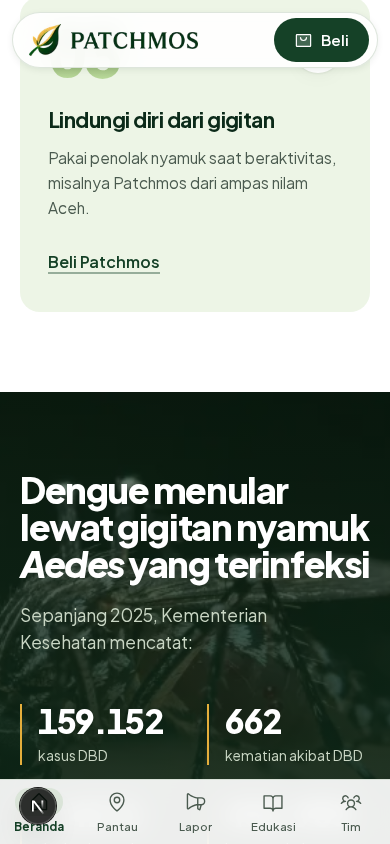 PATCHMOS
Beli
Lindungi diri dari gigitan
Pakai penolak nyamuk saat beraktivitas,
misalnya Patchmos dari ampas nilam
Aceh.
Beli Patchmos
Dengue menular
lewat gigitan nyamuk
Aedes yang terinfeksi
Sepanjang 2025, Kementerian
Kesehatan mencatat:
159.152
662
kasus DBD
kematian akibat DBD
N
Beranda
Pantau
Lapor
Edukasi
Tim